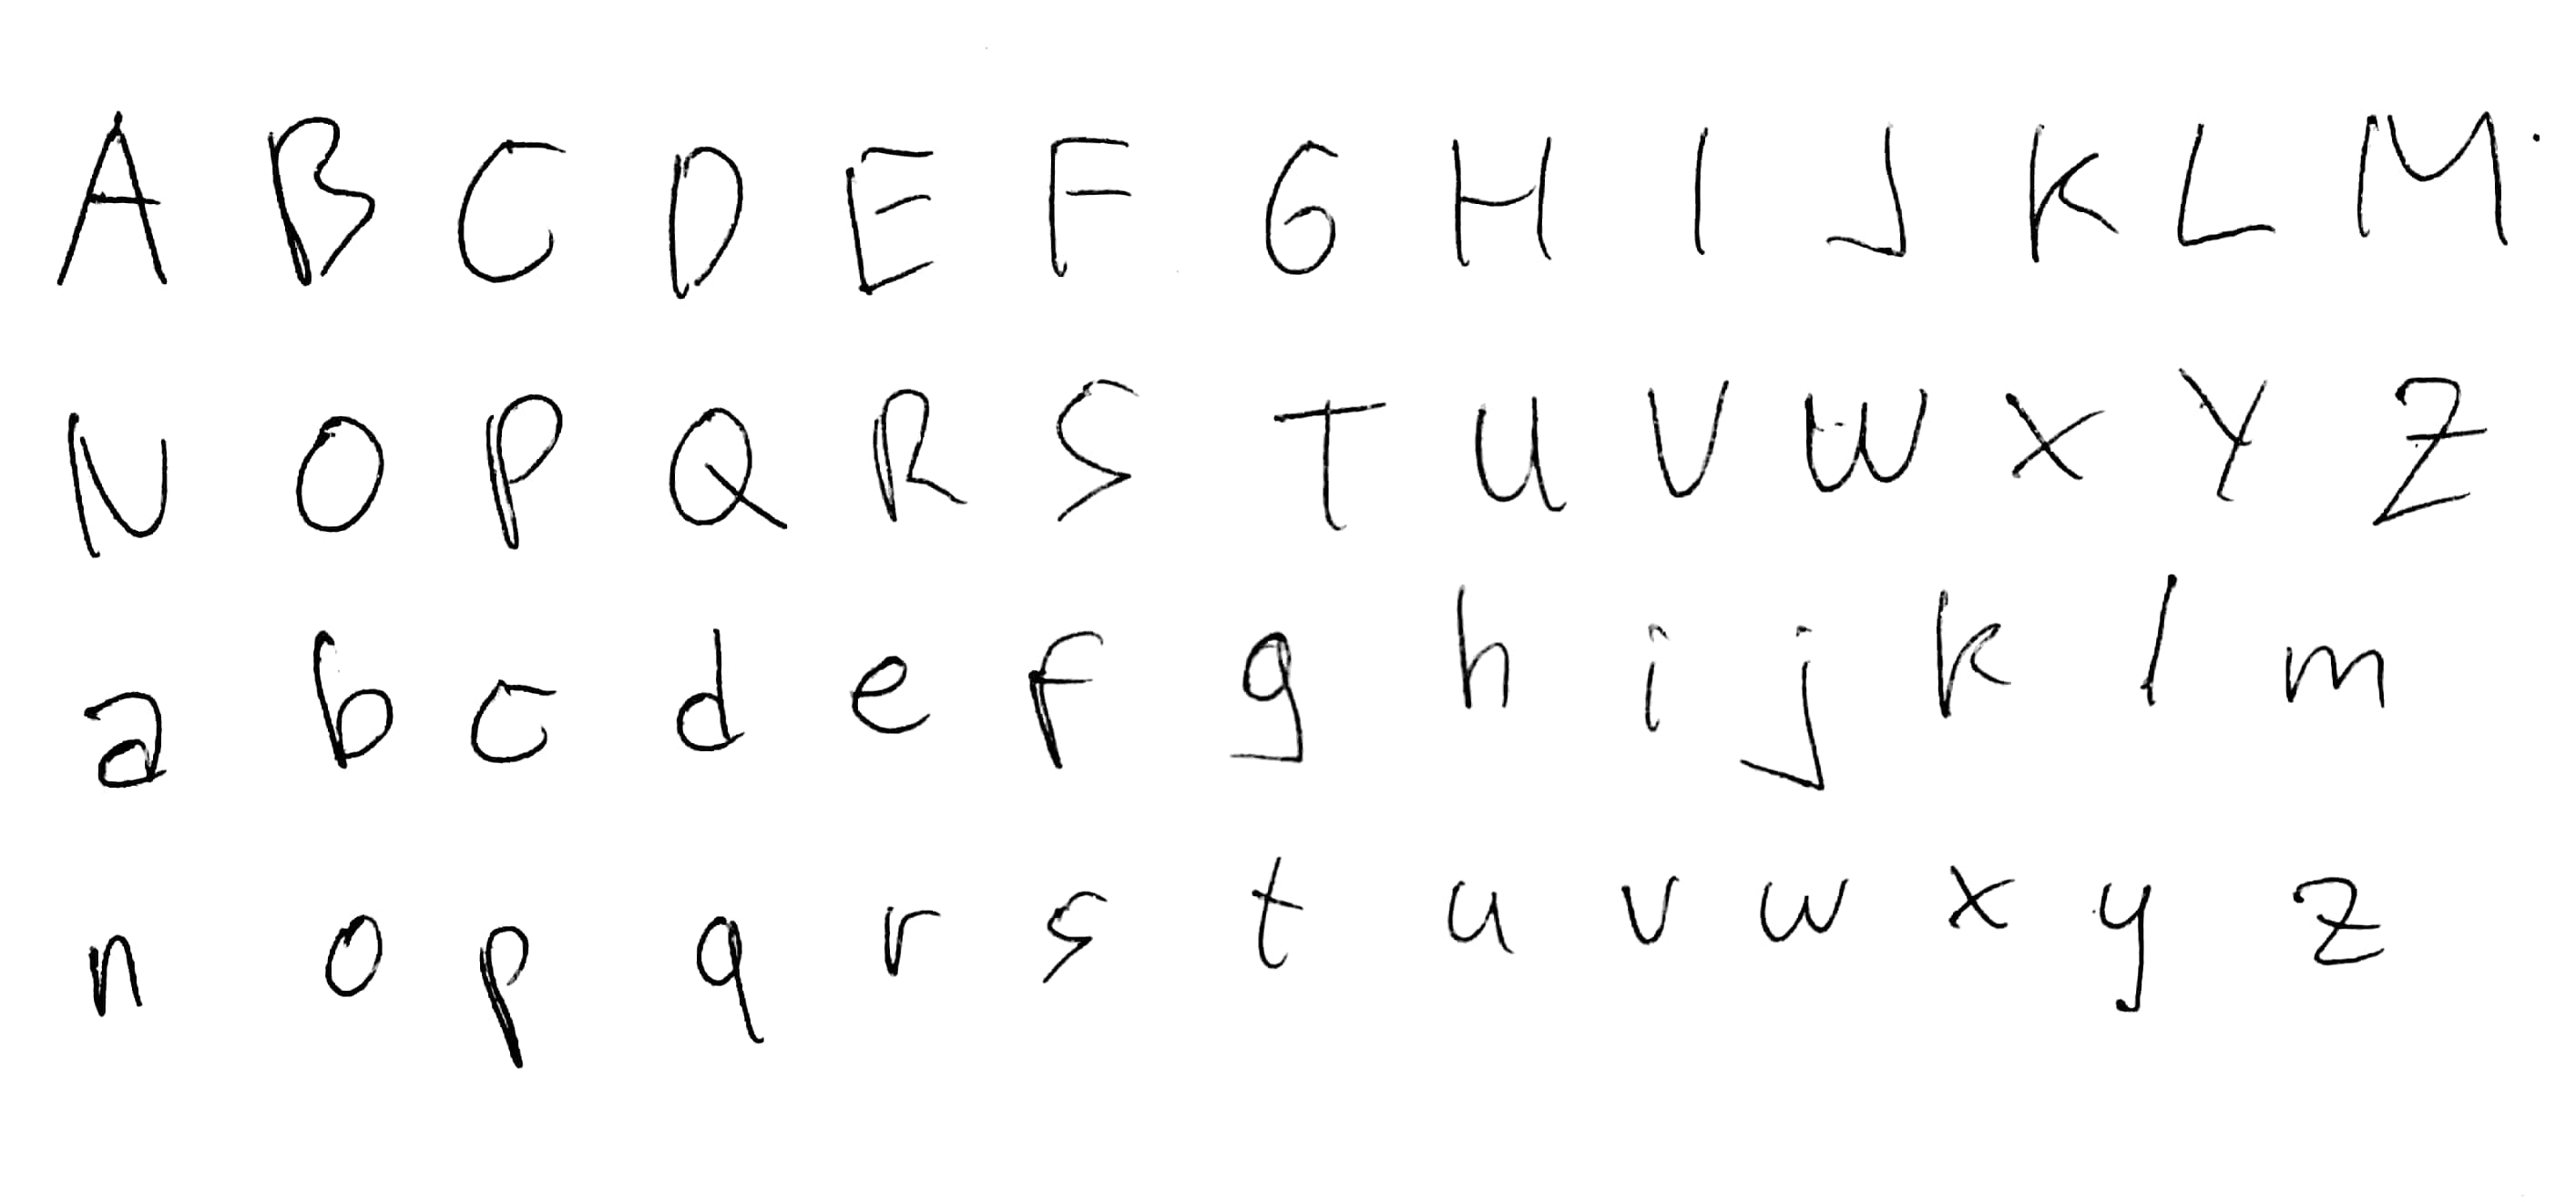 A B C D E F G H I J K L M
N O P Q R S T U V W X Y Z
a b c d e f g h i j k l m
n o p q r s t u v w x y z